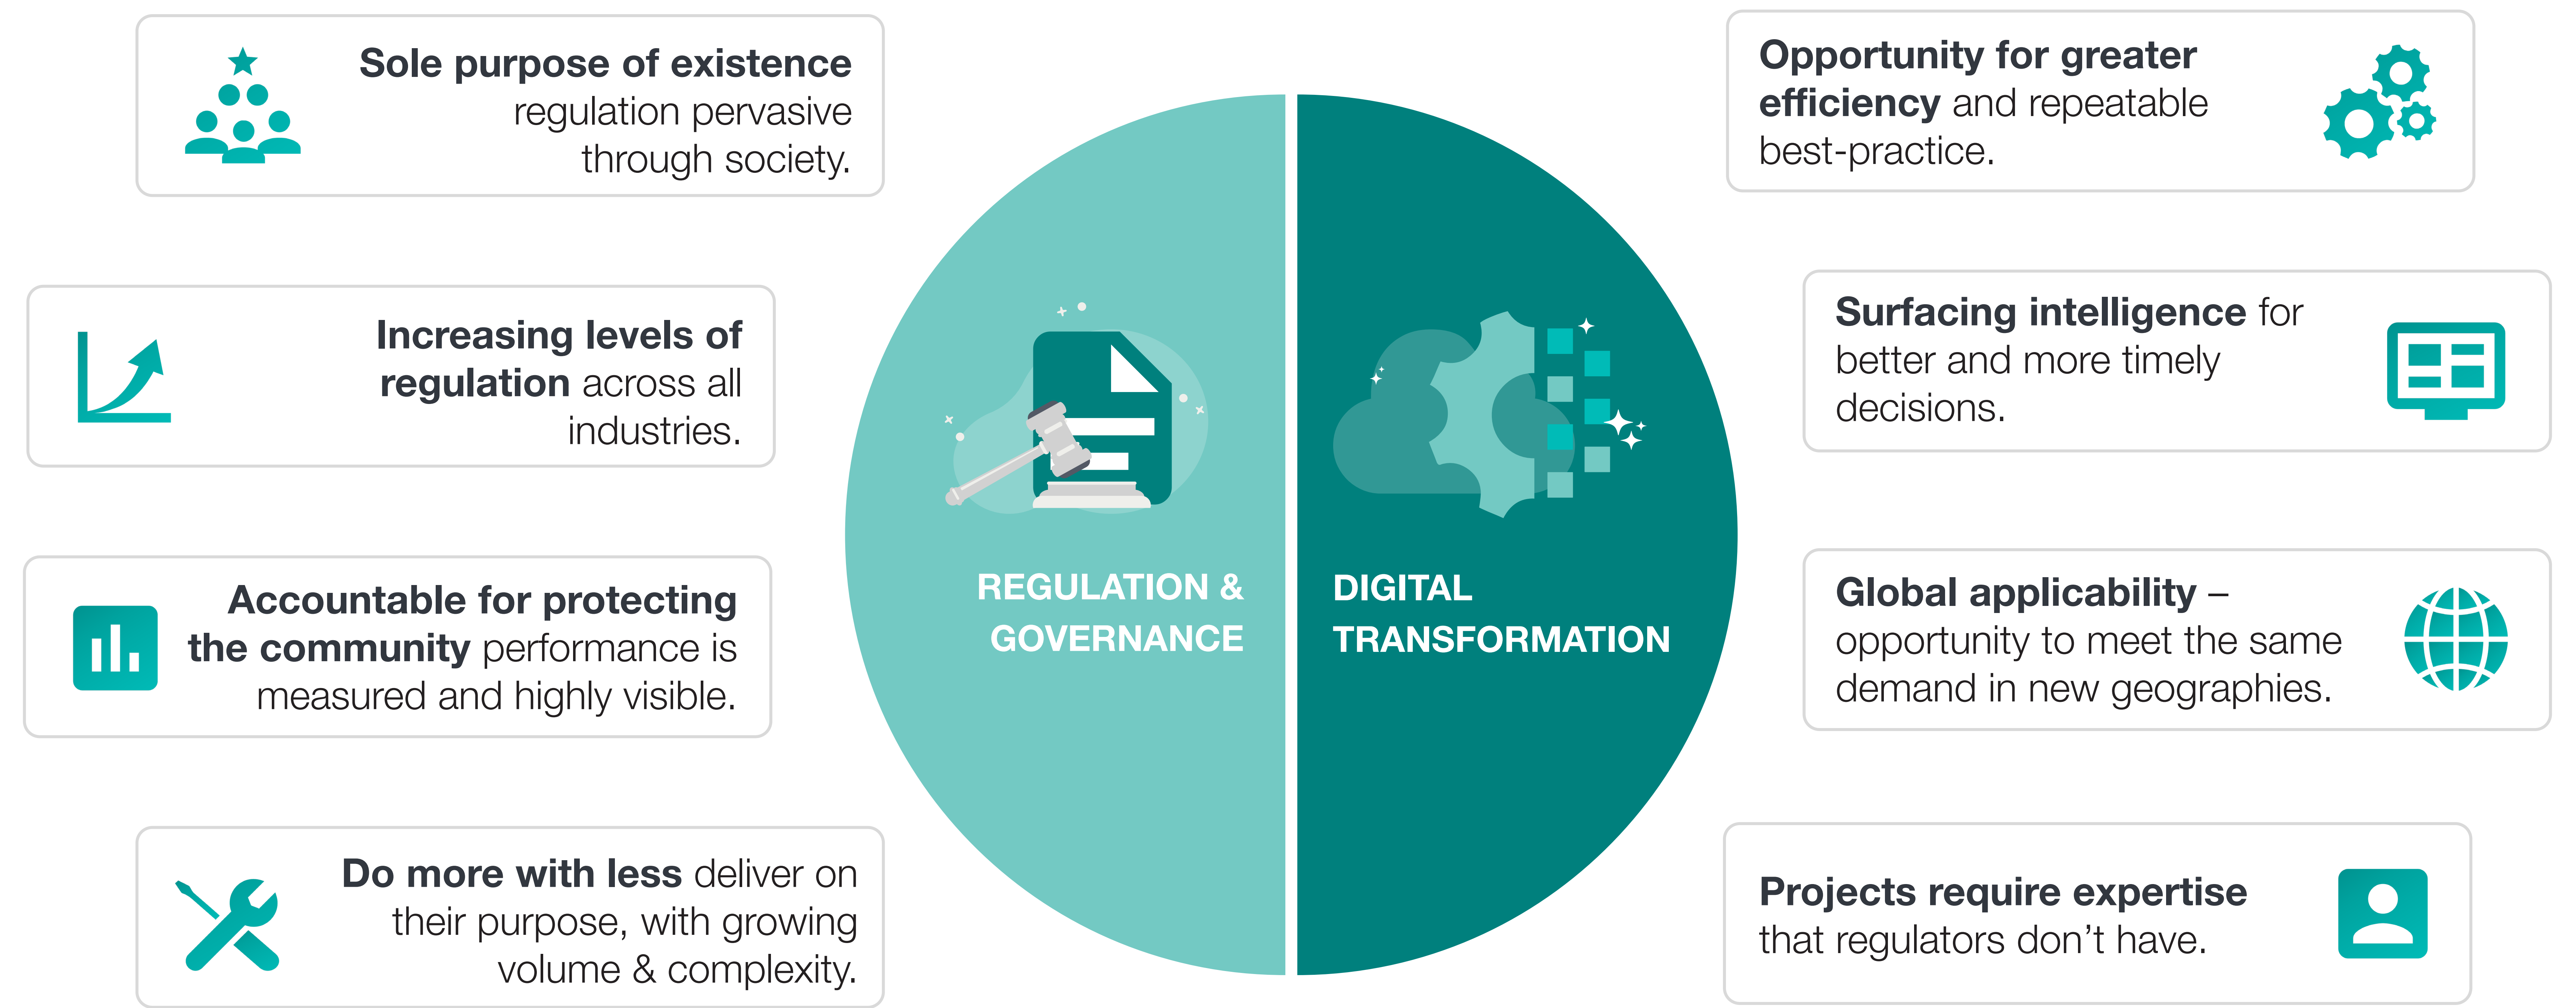 Sole purpose of existence
regulation pervasive
through society.
Increasing levels of
regulation across all
industries.
Accountable for protecting
the community performance is
measured and highly visible.
Do more with less deliver on
their purpose, with growing
volume & complexity.
REGULATION &
GOVERNANCE
DIGITAL
TRANSFORMATION
Opportunity for greater
efficiency and repeatable
best-practice.
Surfacing intelligence for
better and more timely
decisions.
Global applicability –
opportunity to meet the same
demand in new geographies.
Projects require expertise
that regulators don’t have.